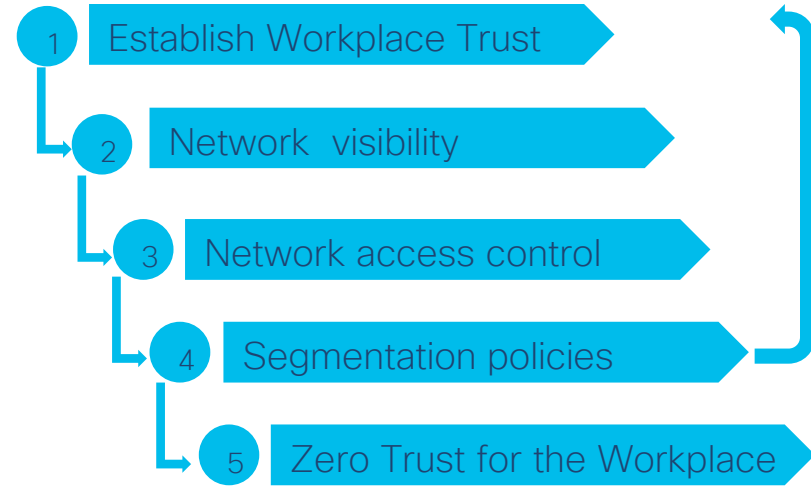 1 Establish Workplace Trust
2 Network visibility
3 Network access control
4 Segmentation policies
5 Zero Trust for the Workplace